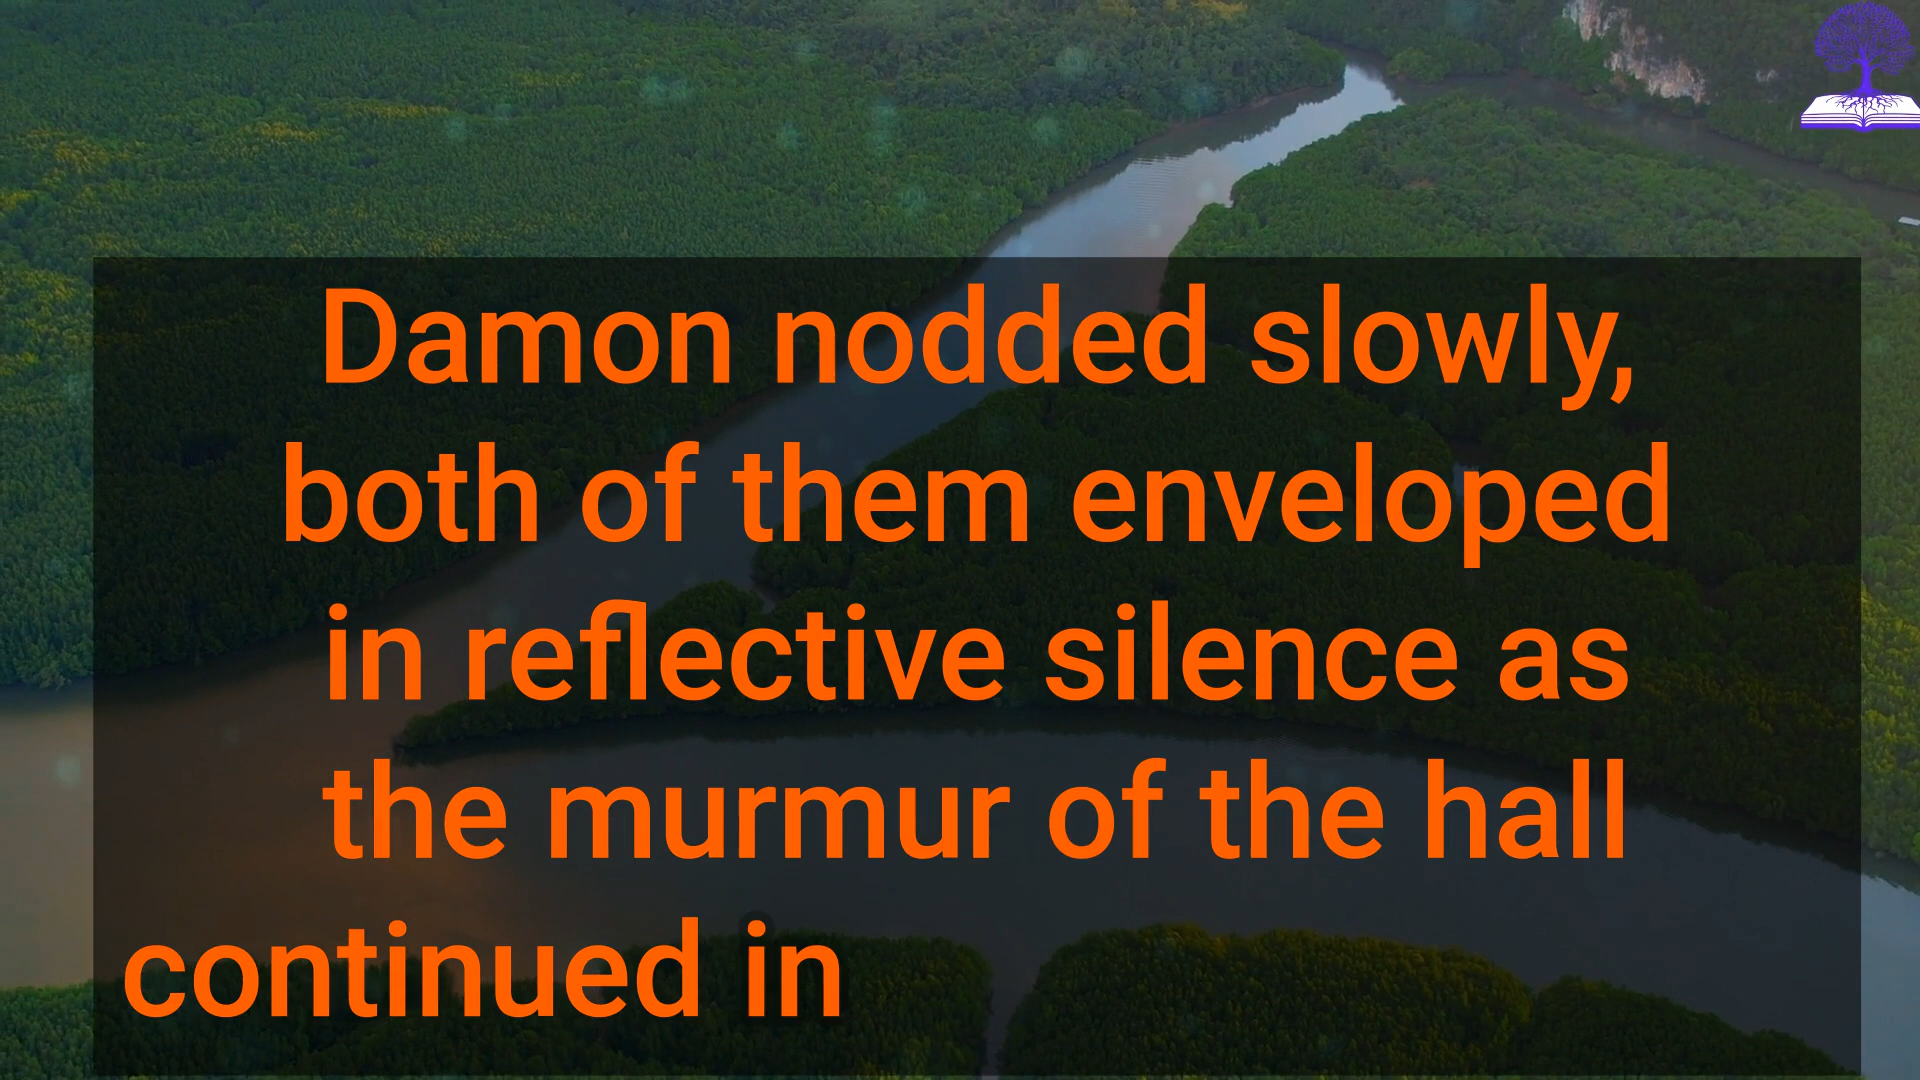 Damon nodded slowly,
both of them enveloped
in reflective silence as
the murmur of the hall
continued in